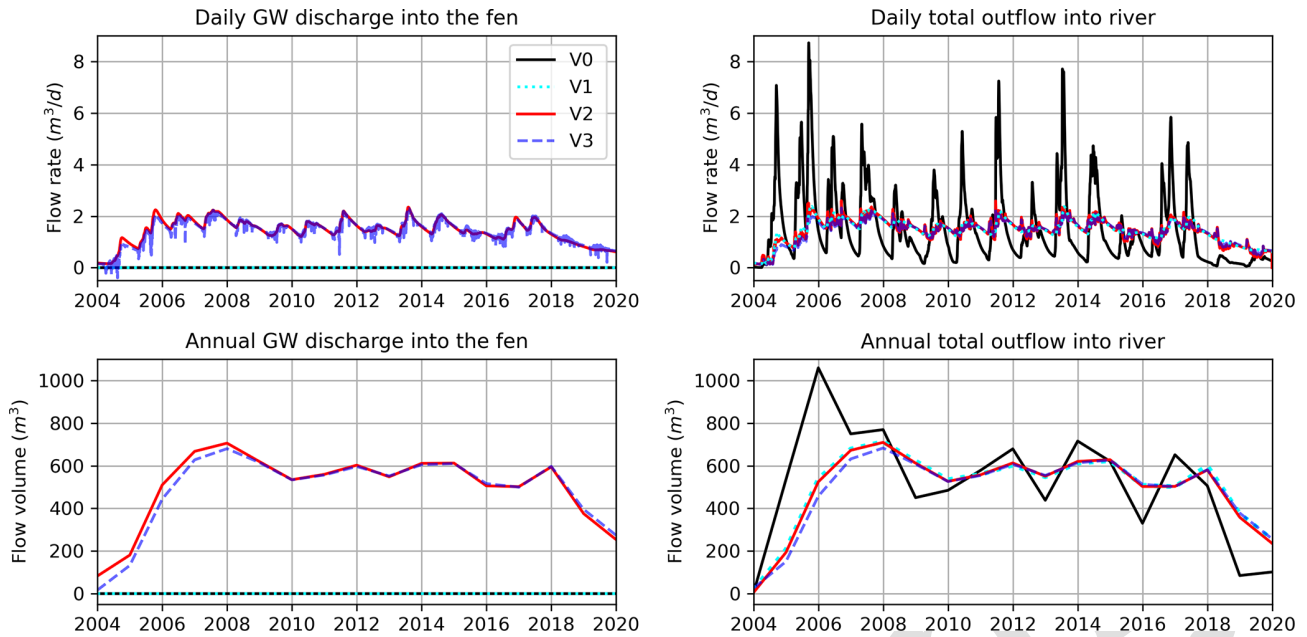 Daily GW discharge into the fen
Flow rate (m³/d)
8
6
4
2
0
V0
V1
V2
V3
2004 2006 2008 2010 2012 2014 2016 2018 2020
Daily total outflow into river
Flow rate (m³/d)
8
6
4
2
0
2004 2006 2008 2010 2012 2014 2016 2018 2020
Annual GW discharge into the fen
Flow volume (m³)
1000
800
600
400
200
0
2004 2006 2008 2010 2012 2014 2016 2018 2020
Annual total outflow into river
Flow volume (m³)
1000
800
600
400
200
0
2004 2006 2008 2010 2012 2014 2016 2018 2020